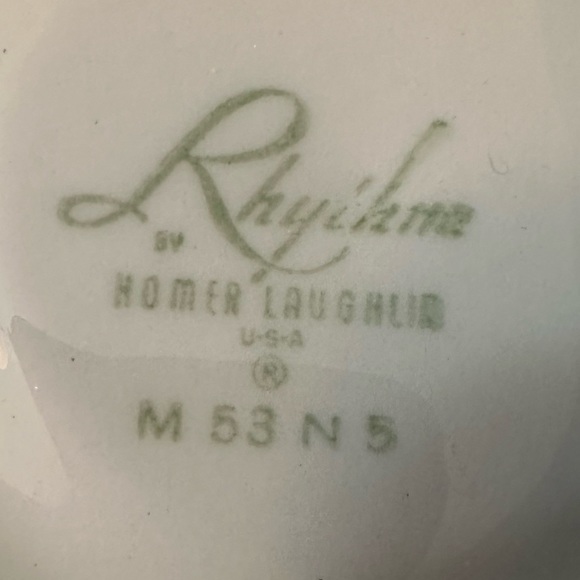 Rhythm
BY
HOMER LAUGHLIN
U-S-A
®
M 53 N 5